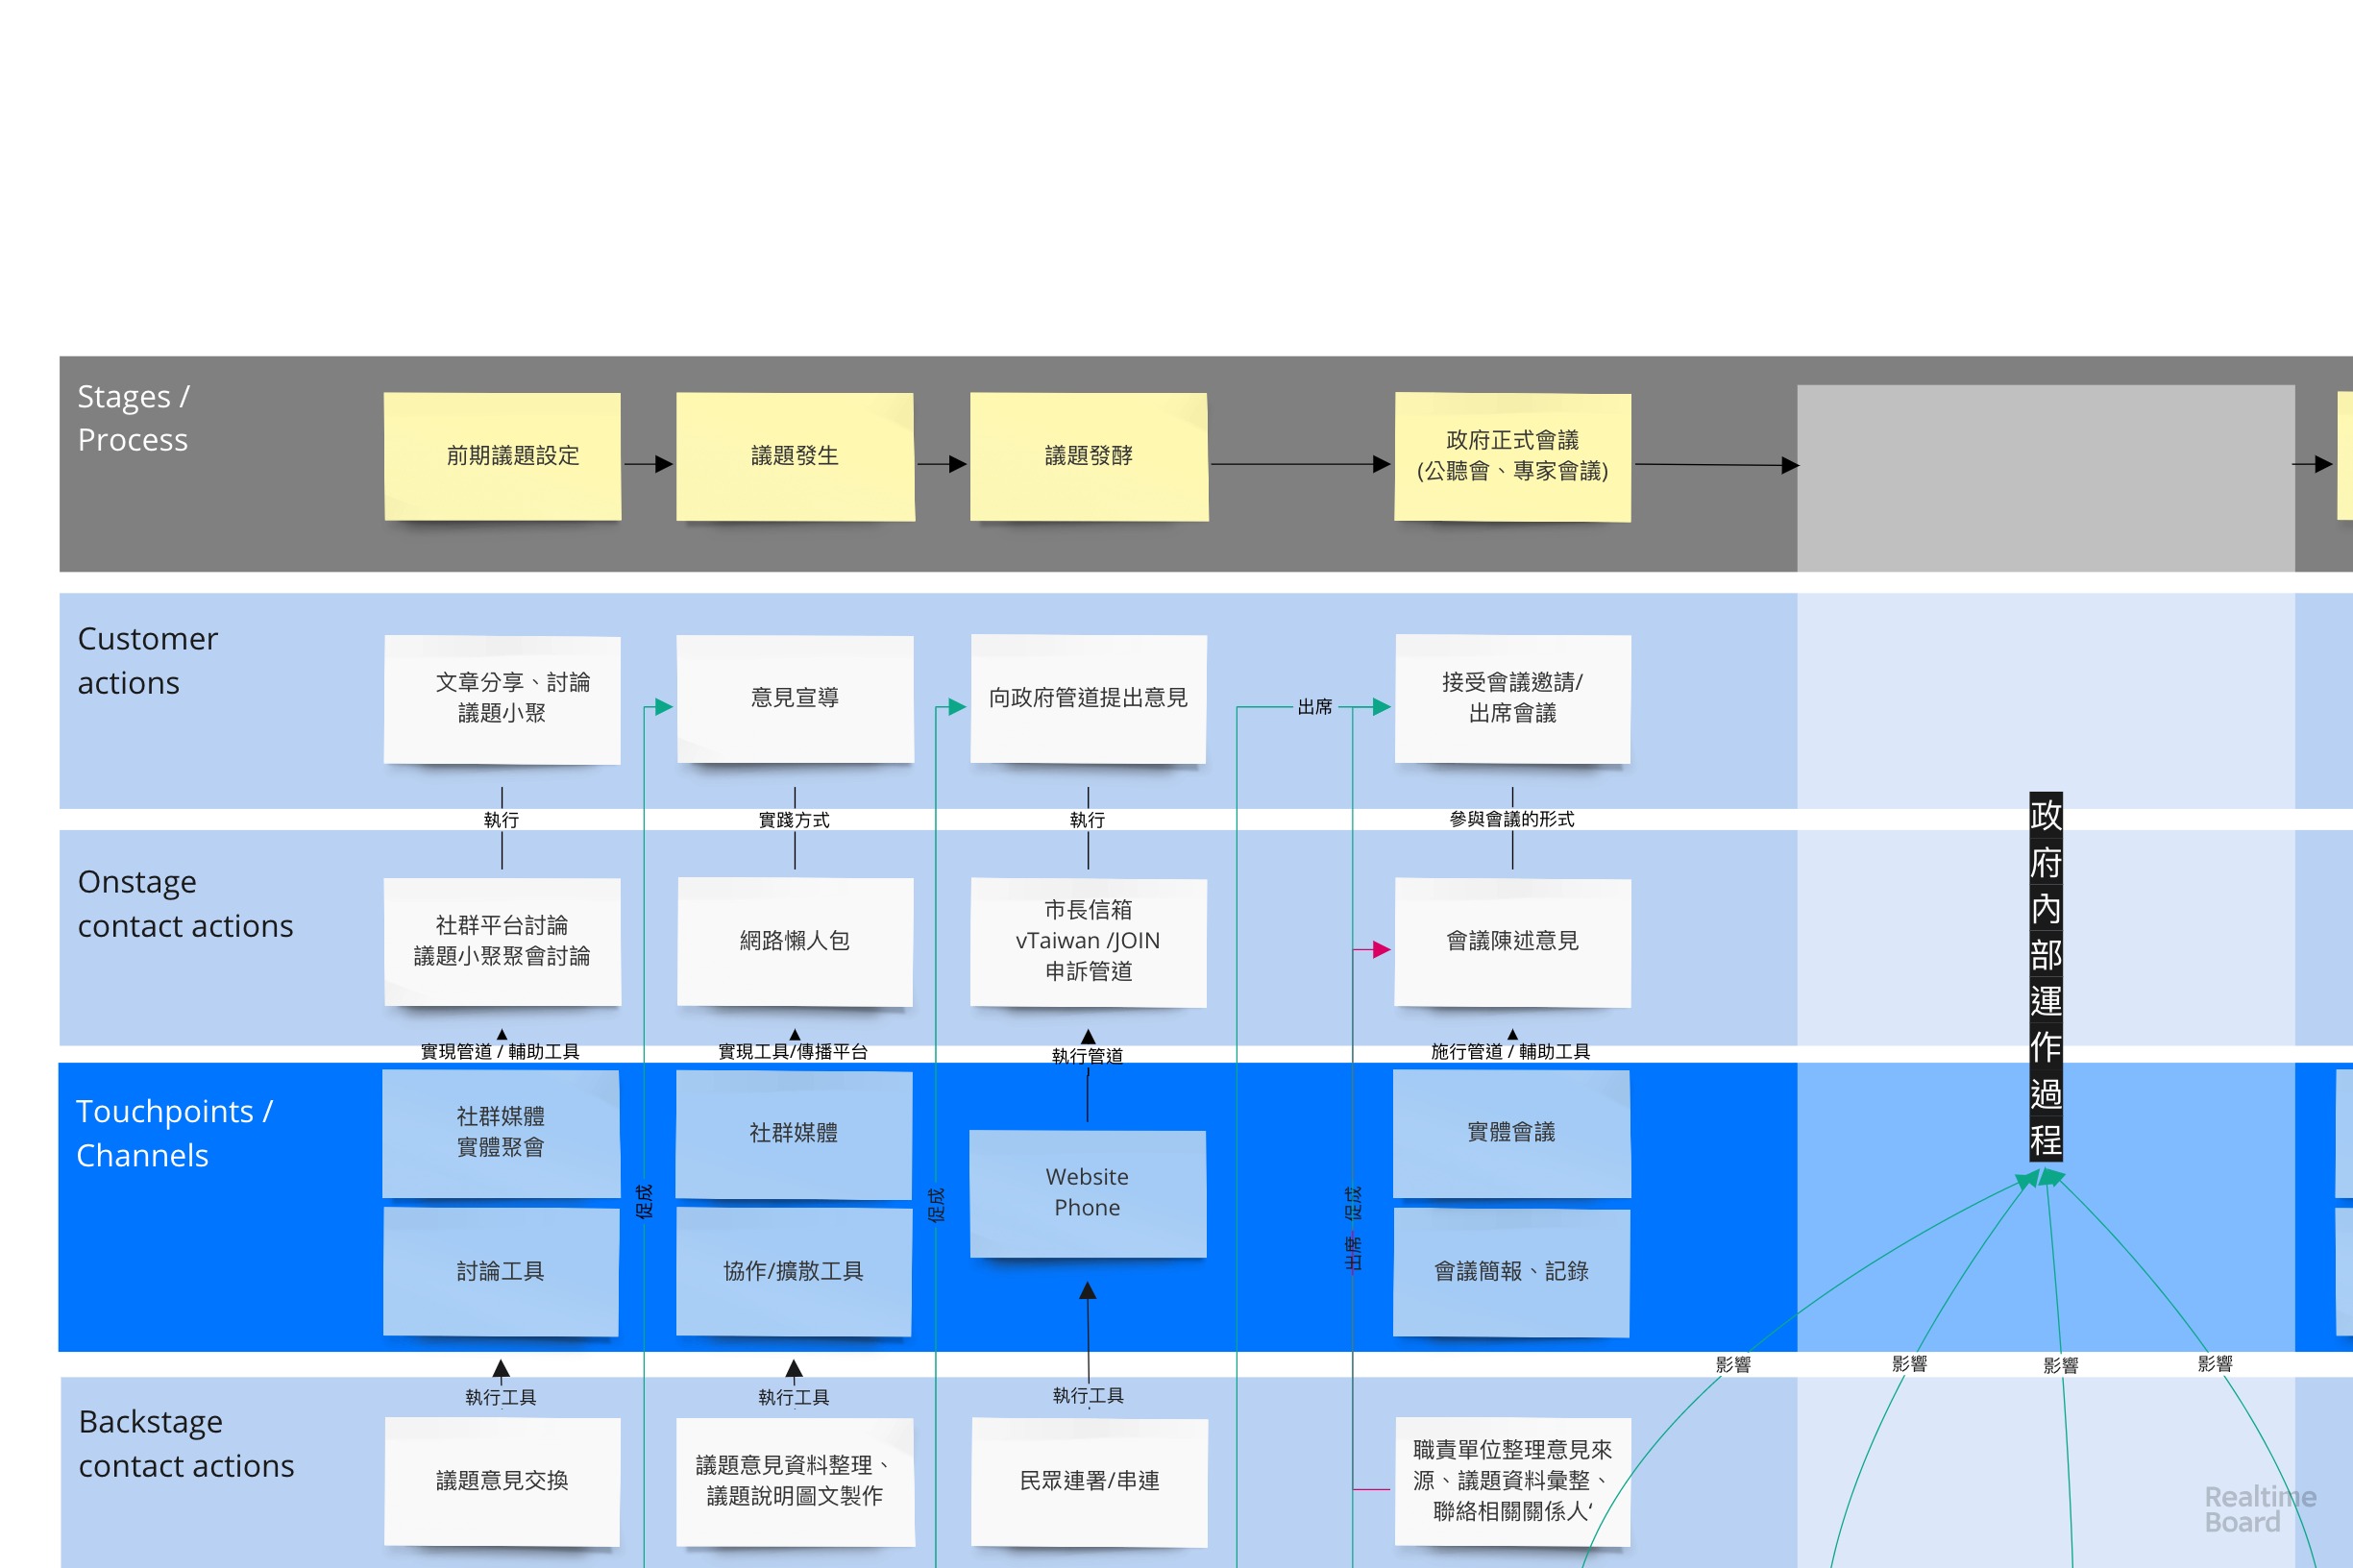 Stages /
Process
前期議題設定
議題發生
議題發酵
政府正式會議
(公聽會、專家會議)
Customer
actions
文章分享、討論
議題小聚
意見宣導
向政府管道提出意見
出席
接受會議邀請/
出席會議
執行
實踐方式
執行
參與會議的形式
Onstage
contact actions
社群平台討論
議題小聚聚會討論
網路懶人包
市長信箱
vTaiwan /JOIN
申訴管道
會議陳述意見
政府內部運作過程
實現管道 / 輔助工具
實現工具/傳播平台
執行管道
施行管道 / 輔助工具
Touchpoints /
Channels
社群媒體
實體聚會
社群媒體
Website
Phone
實體會議
促成
促成
促成
出席
討論工具
協作/擴散工具
會議簡報、記錄
影響
影響
影響
影響
執行工具
執行工具
執行工具
Backstage
contact actions
議題意見交換
議題意見資料整理、
議題說明圖文製作
民眾連署/串連
職責單位整理意見來
源、議題資料彙整、
聯絡相關關係人‘
Realtime
Board